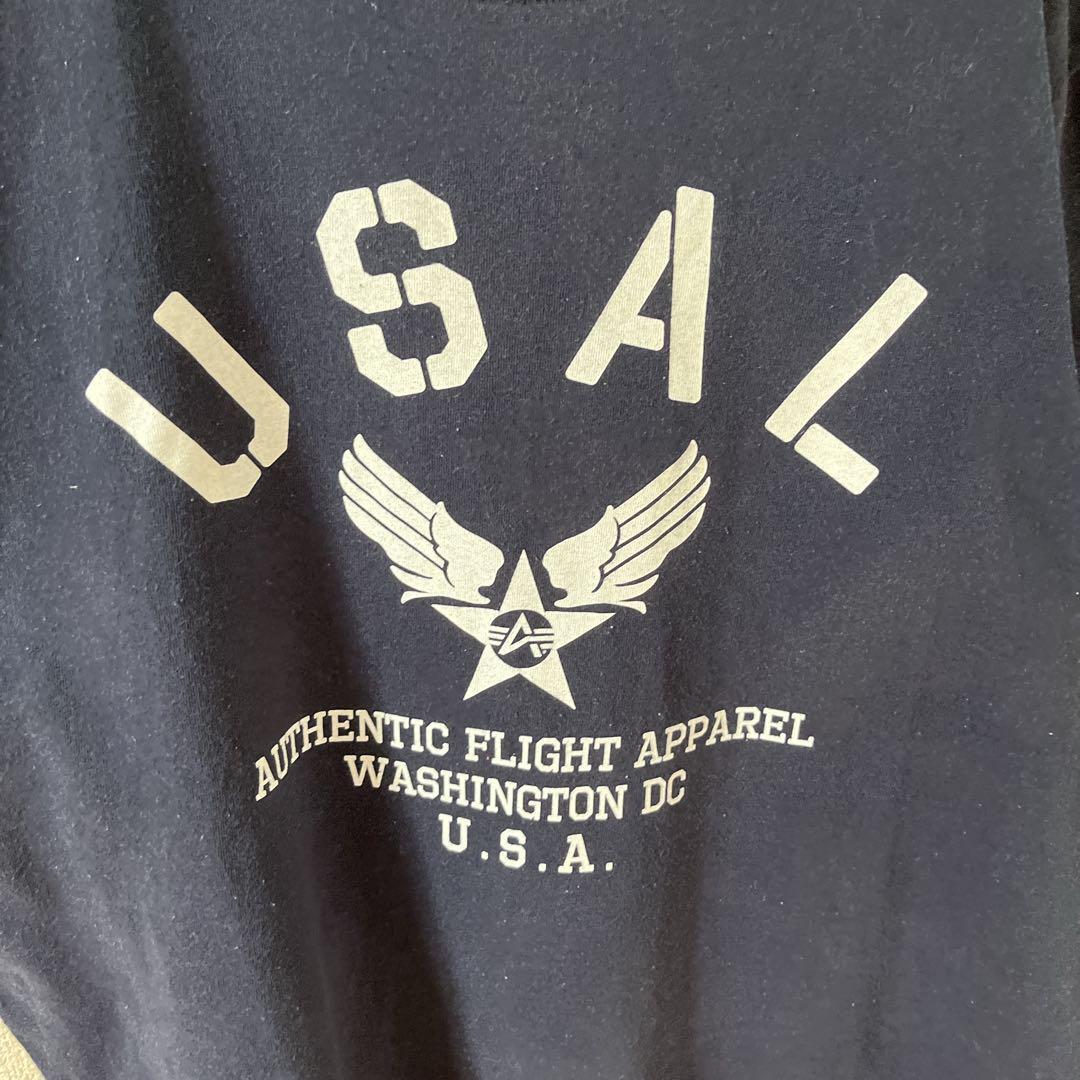 USAL
AUTHENTIC FLIGHT APPAREL
WASHINGTON DC
U.S.A.